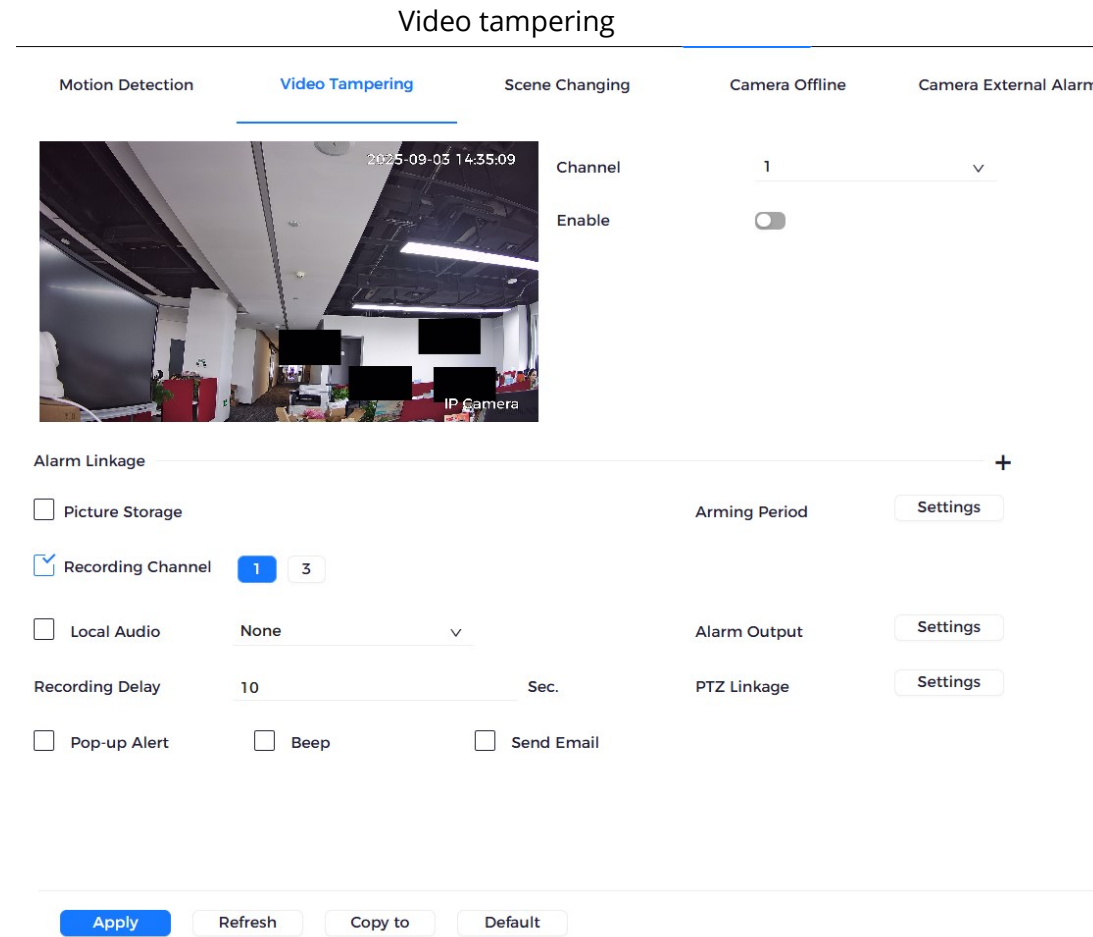 Video tampering
Motion Detection Video Tampering Scene Changing Camera Offline Camera External Alarm
2025-09-03 14:35:09
IP Camera
Channel 1
Enable
Alarm Linkage
Picture Storage Arming Period Settings
Recording Channel 1 3
Local Audio None Alarm Output Settings
Recording Delay 10 Sec. PTZ Linkage Settings
Pop-up Alert Beep Send Email
Apply Refresh Copy to Default